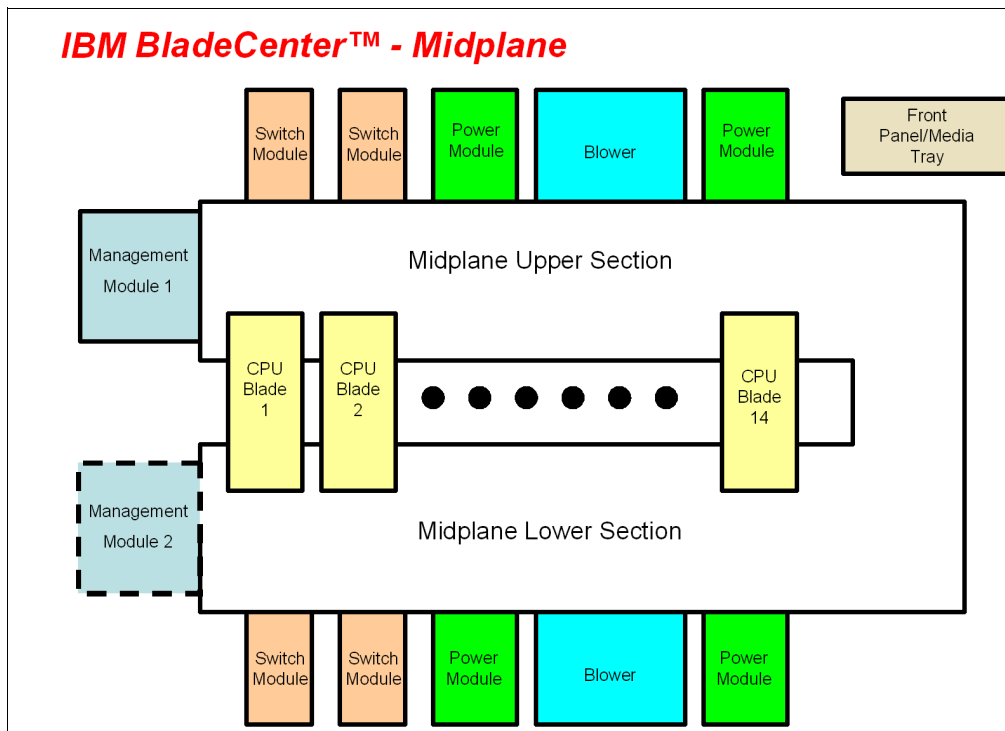 IBM BladeCenter™ - Midplane
Switch
Module
Switch
Module
Power
Module
Blower
Power
Module
Front
Panel/Media
Tray
Management
Module 1
Midplane Upper Section
CPU
Blade
1
CPU
Blade
2
CPU
Blade
14
Management
Module 2
Midplane Lower Section
Switch
Module
Switch
Module
Power
Module
Blower
Power
Module